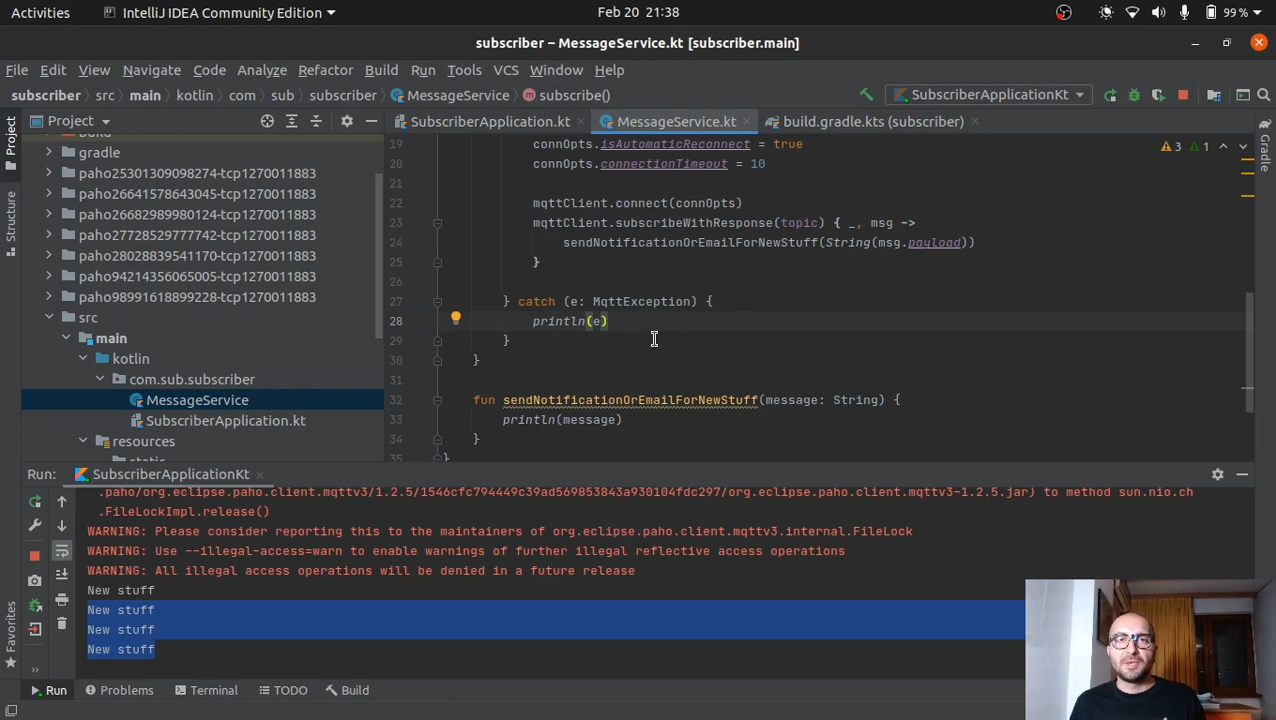 Activities
IntelliJ IDEA Community Edition
Feb 20 21:38
99 %
subscriber – MessageService.kt [subscriber.main]
File Edit View Navigate Code Analyze Refactor Build Run Tools VCS Window Help
subscriber
src
main
kotlin
com
sub
subscriber
MessageService.kt
m subscribe()
SubscriberApplicationKt
Project
SubscriberApplication.kt
MessageService.kt
build.gradle.kts (subscriber)
gradle
paho25301309098274-tcp1270011883
paho26641578643045-tcp1270011883
paho26682989980124-tcp1270011883
paho27728529777742-tcp1270011883
paho28028839541170-tcp1270011883
paho94214356065005-tcp1270011883
paho98991618899228-tcp1270011883
src
main
kotlin
com.sub.subscriber
MessageService
SubscriberApplication.kt
resources
19 connOpts.isAutomaticReconnect = true
20 connOpts.connectionTimeout = 10
21
22 mqttClient.connect(connOpts)
23 mqttClient.subscribeWithResponse(topic) { _, msg ->
24 sendNotificationOrEmailForNewStuff(String(msg.payload))
25 }
26
27 } catch (e: MqttException) {
28 println(e)
29 }
30 }
31
32 fun sendNotificationOrEmailForNewStuff(message: String) {
33 println(message)
34 }
35 }
3 1
Project
Structure
Favorites
Gradle
Run: SubscriberApplicationKt
.paho/org.eclipse.paho.client.mqttv3/1.2.5/1546cfc794449c39ad569853843a930104fdc297/org.eclipse.paho.client.mqttv3-1.2.5.jar) to method sun.nio.ch
.FileLockImpl.release()
WARNING: Please consider reporting this to the maintainers of org.eclipse.paho.client.mqttv3.internal.FileLock
WARNING: Use --illegal-access=warn to enable warnings of further illegal reflective access operations
WARNING: All illegal access operations will be denied in a future release
New stuff
New stuff
New stuff
New stuff
Run
Problems
Terminal
TODO
Build